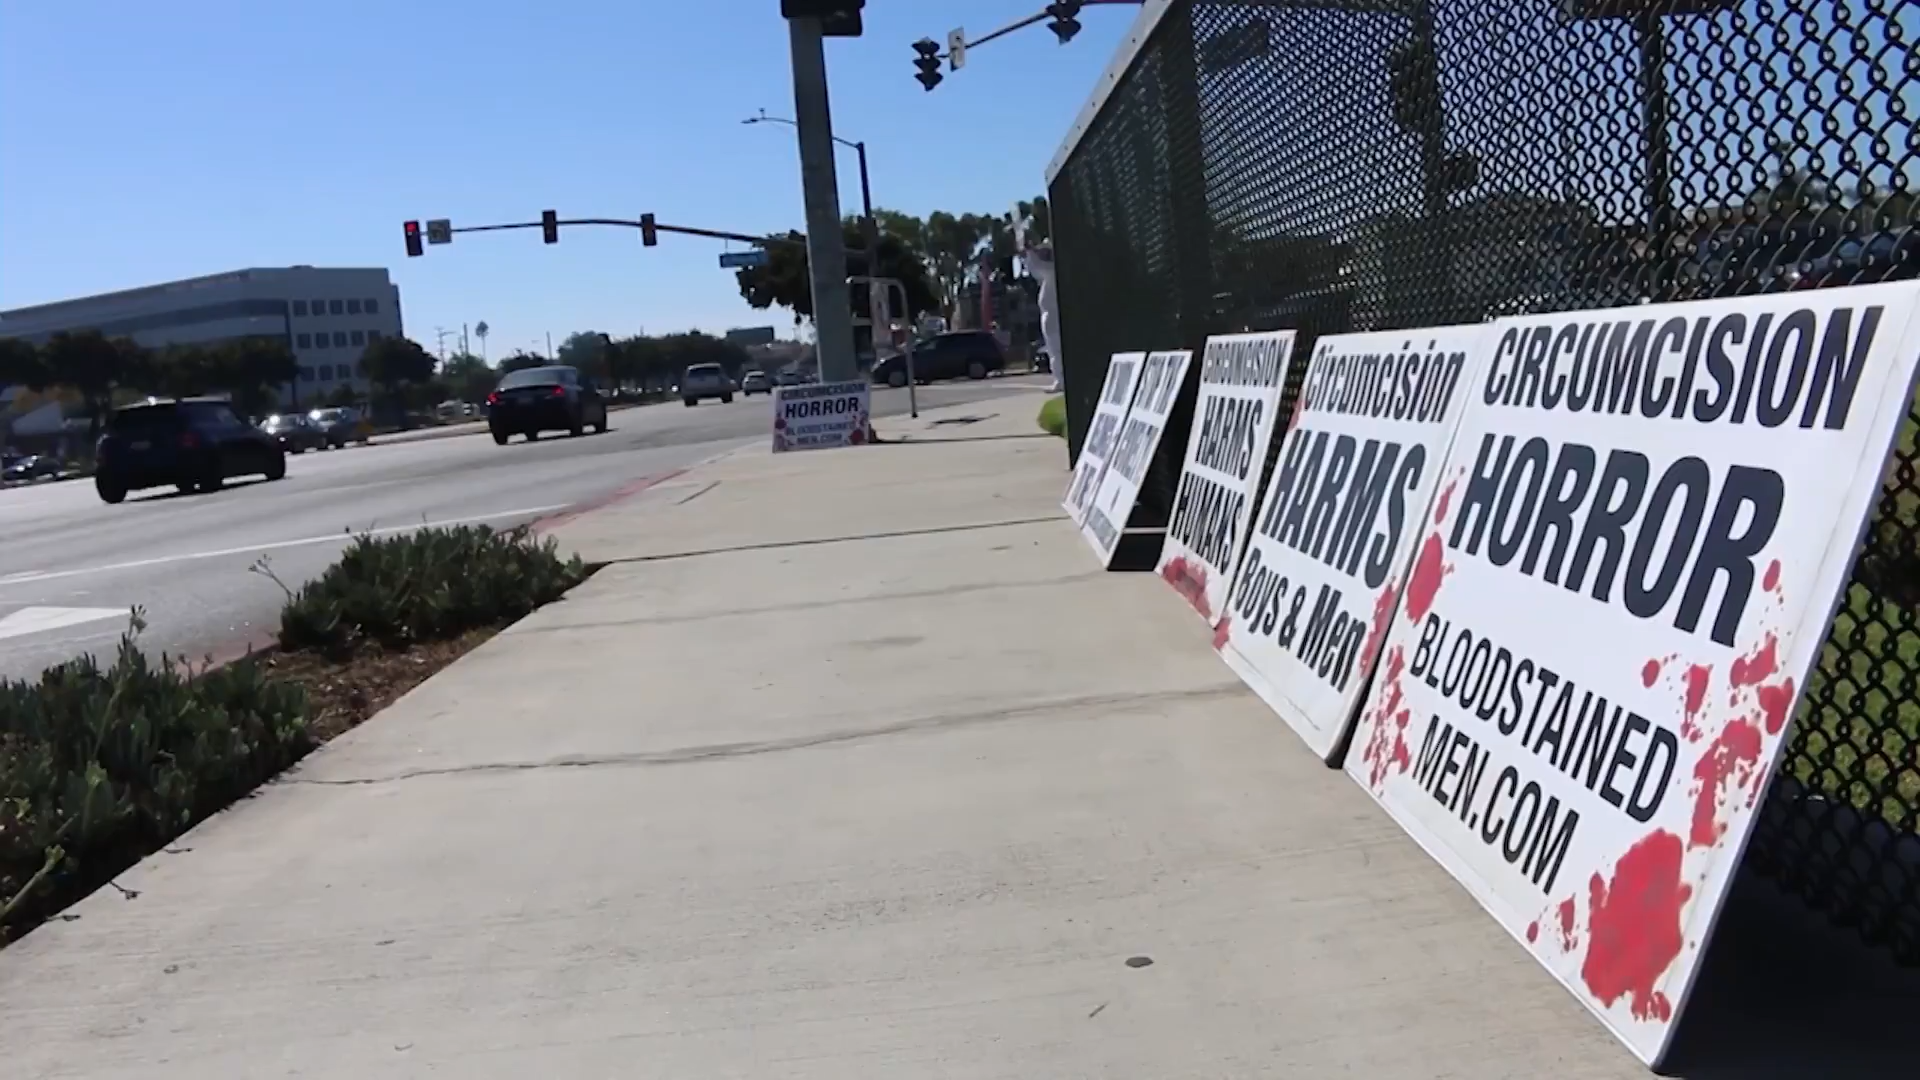 CIRCUMCISION
HORROR
BLOODSTAINED
MEN.COM
CIRCUMCISION
HARMS
HUMANS
Circumcision
HARMS
Boys & Men
CIRCUMCISION
HORROR
BLOODSTAINED
MEN.COM